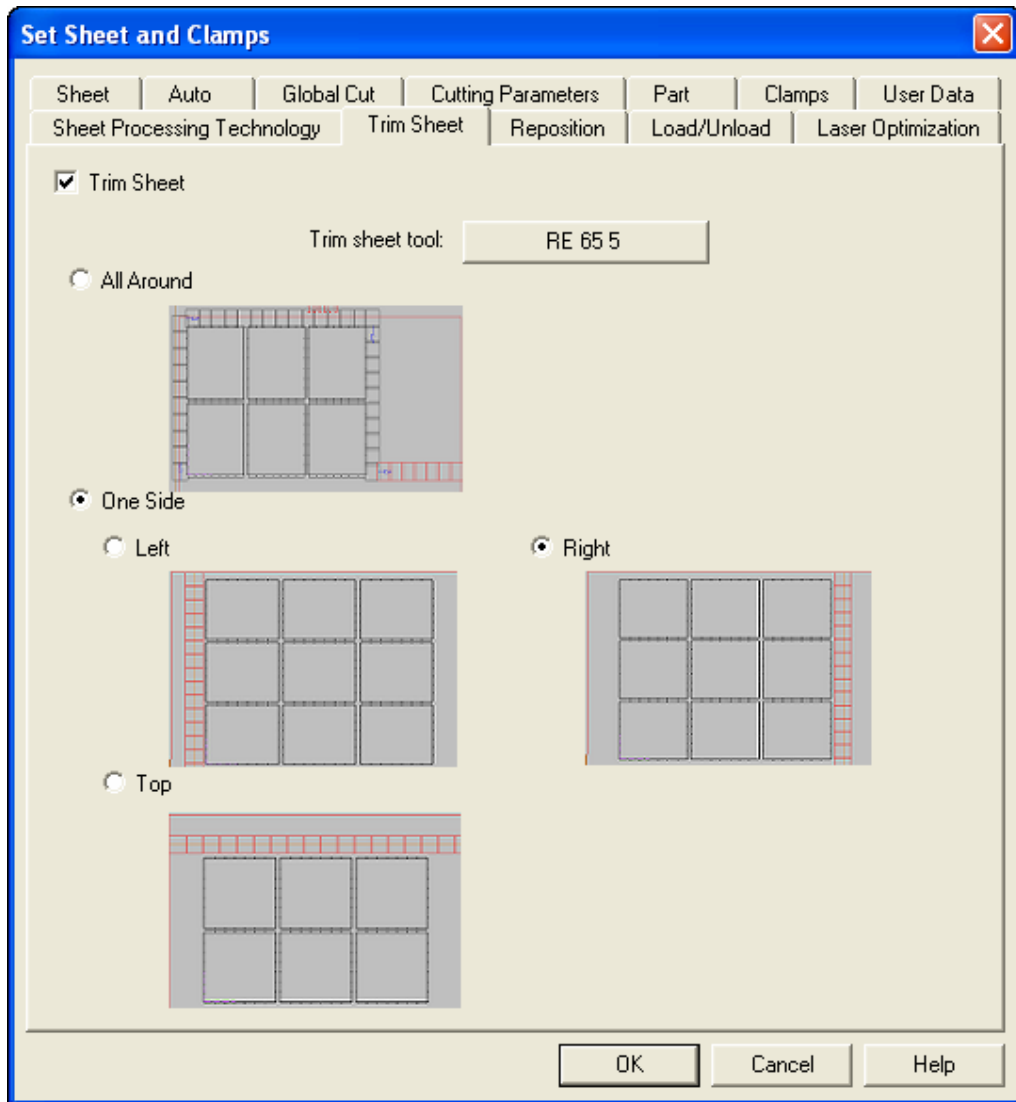 Set Sheet and Clamps
Sheet Auto Global Cut Cutting Parameters Part Clamps User Data
Sheet Processing Technology Trim Sheet Reposition Load/Unload Laser Optimization
Trim Sheet
Trim sheet tool: RE 65 5
All Around
One Side
Left Right
Top
OK Cancel Help